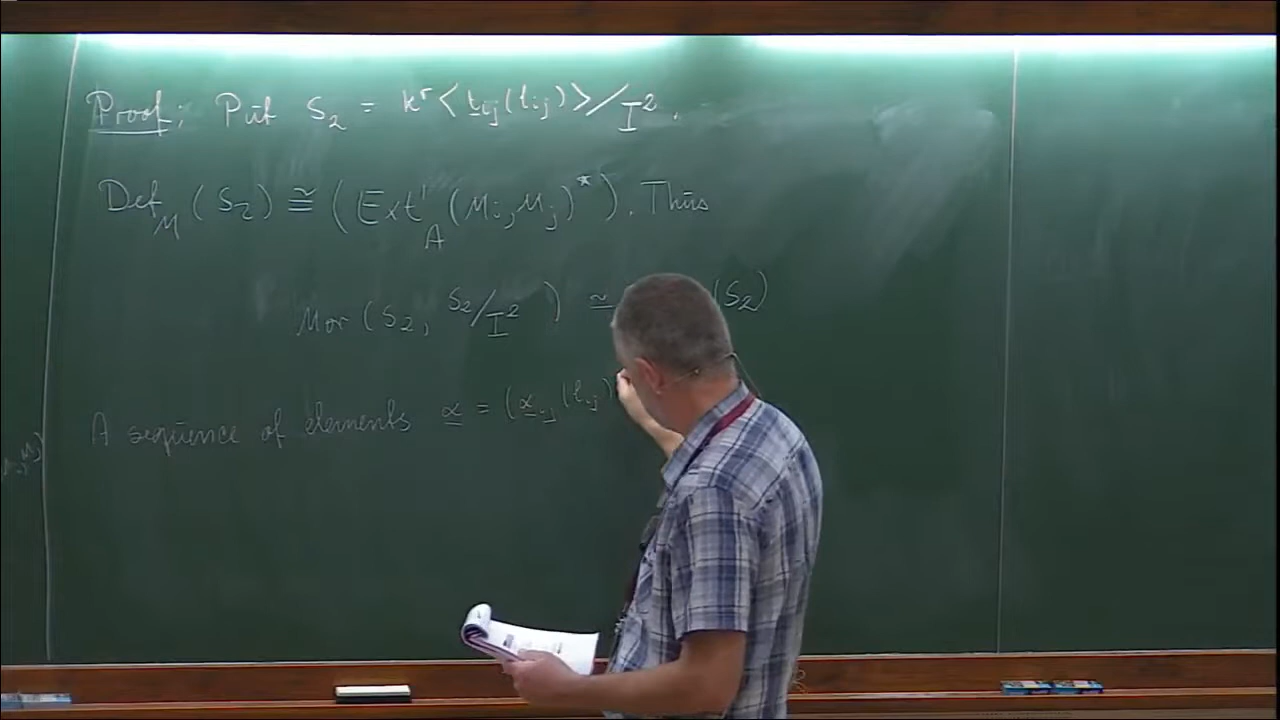 Proof; Put S₂ = kʳ<t_ij(l_ij)>/I².
Def_M (S₂) ≅ (Ext¹_A (M_i, M_j)*). Thus
Mor (S₂, S₂/I²) ≃ (S₂)
A sequence of elements α = (α_ij(l_ij)